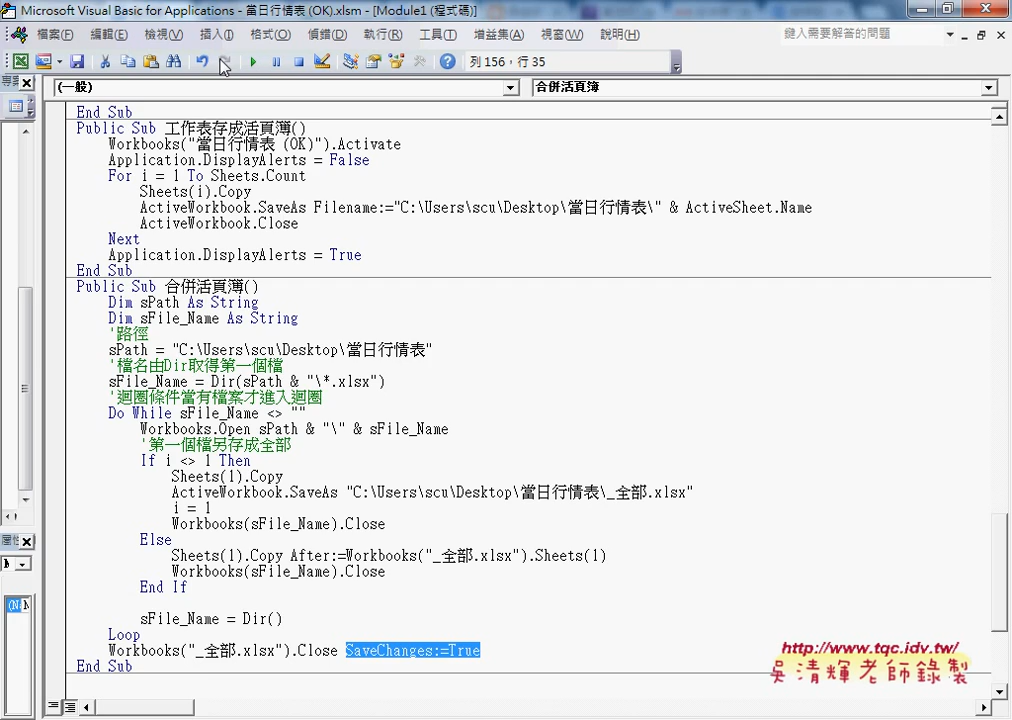 Microsoft Visual Basic for Applications - 當日行情表 (OK).xlsm - [Module1 (程式碼)]
檔案(F) 編輯(E) 檢視(V) 插入(I) 格式(O) 偵錯(D) 執行(R) 工具(T) 增益集(A) 視窗(W) 說明(H) 鍵入需要解答的問題
列 156，行 35
(一般) 合併活頁簿
End Sub
Public Sub 工作表存成活頁簿()
Workbooks("當日行情表 (OK)").Activate
Application.DisplayAlerts = False
For i = 1 To Sheets.Count
Sheets(i).Copy
ActiveWorkbook.SaveAs Filename:="C:\Users\scu\Desktop\當日行情表\" & ActiveSheet.Name
ActiveWorkbook.Close
Next
Application.DisplayAlerts = True
End Sub
Public Sub 合併活頁簿()
Dim sPath As String
Dim sFile_Name As String
'路徑
sPath = "C:\Users\scu\Desktop\當日行情表"
'檔名由Dir取得第一個檔
sFile_Name = Dir(sPath & "\*.xlsx")
'迴圈條件當有檔案才進入迴圈
Do While sFile_Name <> ""
Workbooks.Open sPath & "\" & sFile_Name
'第一個檔另存成全部
If i <> 1 Then
Sheets(1).Copy
ActiveWorkbook.SaveAs "C:\Users\scu\Desktop\當日行情表\_全部.xlsx"
i = 1
Workbooks(sFile_Name).Close
Else
Sheets(1).Copy After:=Workbooks("_全部.xlsx").Sheets(1)
Workbooks(sFile_Name).Close
End If
sFile_Name = Dir()
Loop
Workbooks("_全部.xlsx").Close SaveChanges:=True
End Sub
http://www.tqc.idv.tw/
吳清輝老師錄製